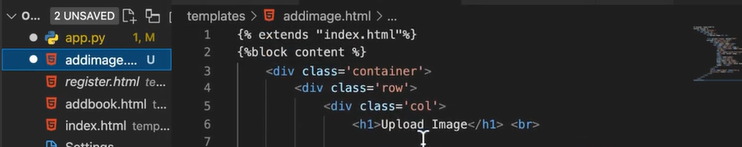 O... 2 UNSAVED
app.py 1, M
addimage.... U
register.html te...
addbook.html te...
index.html temp...
Settings
templates > addimage.html > ...
1 {% extends "index.html"%}
2 {%block content %}
3 <div class='container'>
4 <div class='row'>
5 <div class='col'>
6 <h1>Upload Image</h1> <br>
7